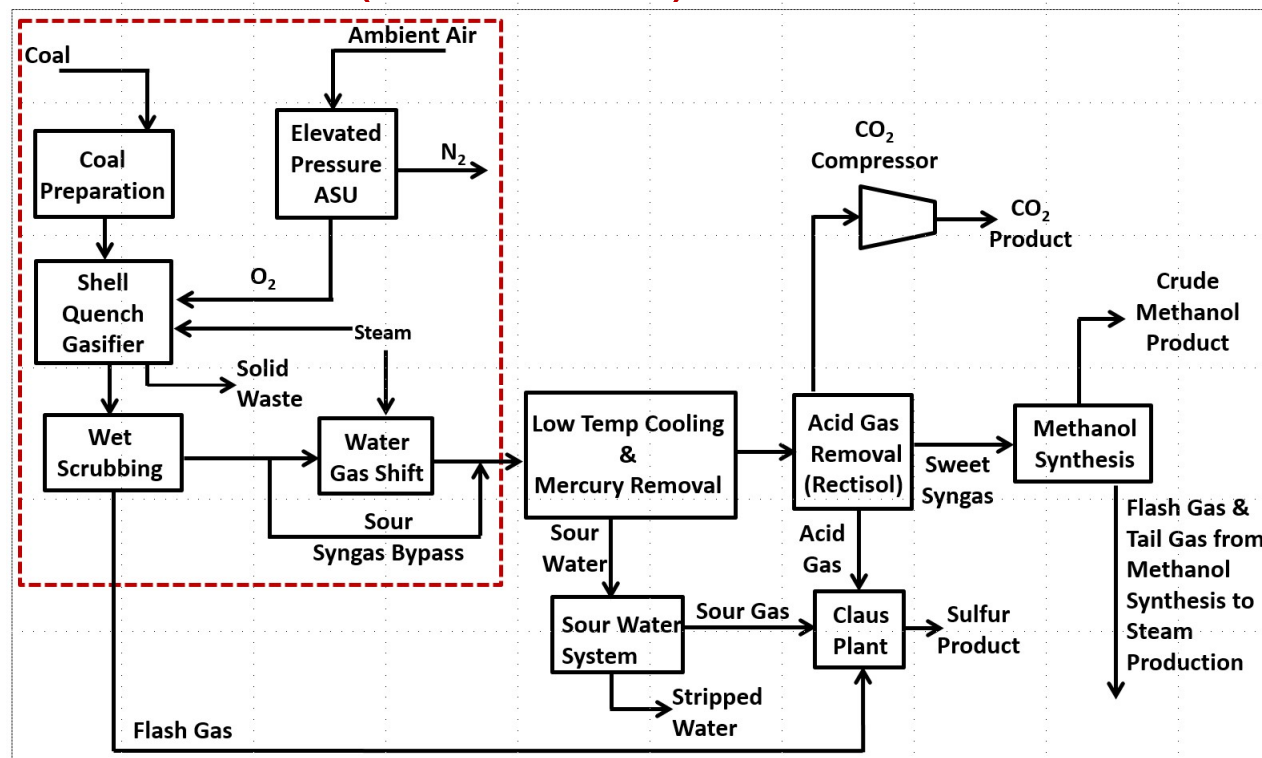 Ambient Air
Coal
Elevated
Pressure
ASU
N₂
Coal
Preparation
CO₂
Compressor
CO₂
Product
Shell
Quench
Gasifier
O₂
Steam
Solid
Waste
Crude
Methanol
Product
Wet
Scrubbing
Water
Gas Shift
Sour
Syngas Bypass
Low Temp Cooling
&
Mercury Removal
Acid Gas
Removal
(Rectisol)
Sweet
Syngas
Methanol
Synthesis
Sour
Water
Acid
Gas
Flash Gas &
Tail Gas from
Methanol
Synthesis to
Steam
Production
Sour Water
System
Sour Gas
Claus
Plant
Sulfur
Product
Stripped
Water
Flash Gas